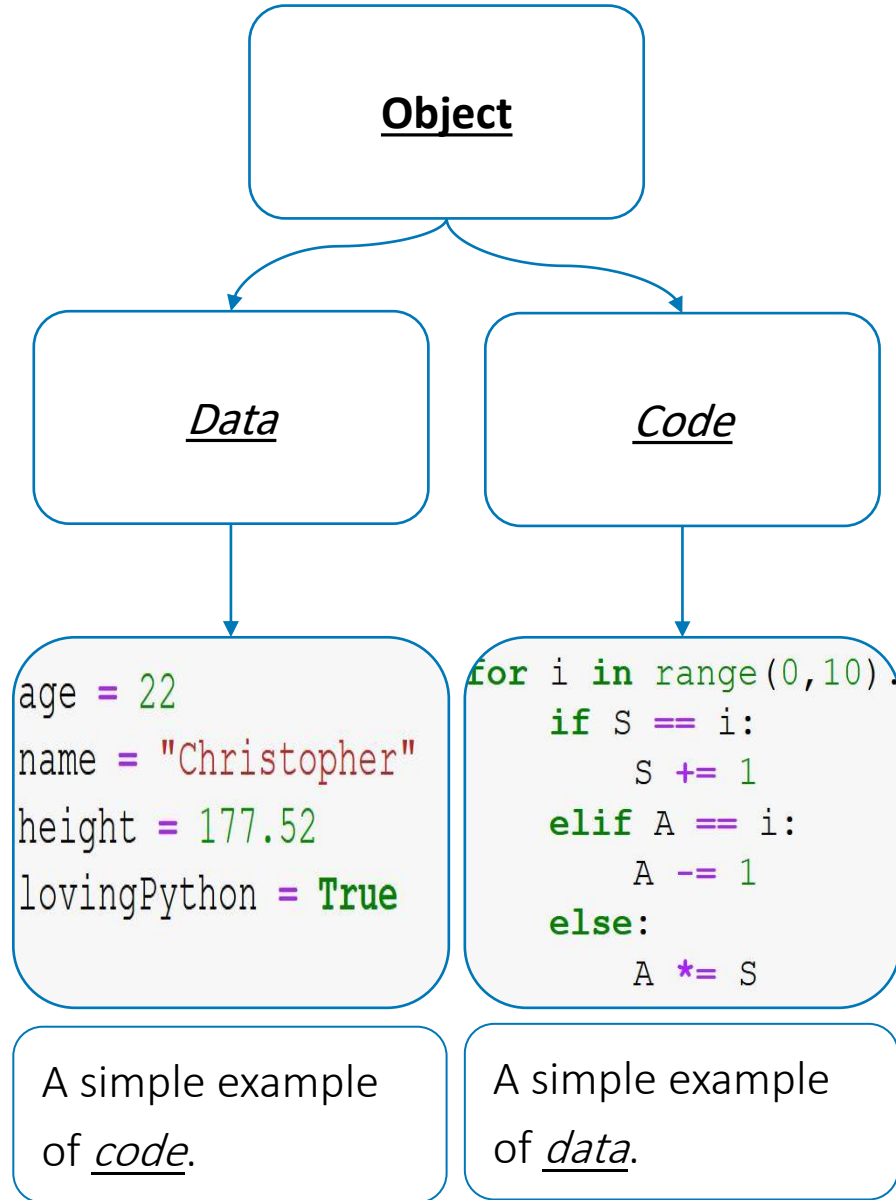 Object
Data
Code
age = 22
name = "Christopher"
height = 177.52
lovingPython = True
for i in range(0,10).
    if S == i:
        S += 1
    elif A == i:
        A -= 1
    else:
        A *= S
A simple example
of code.
A simple example
of data.